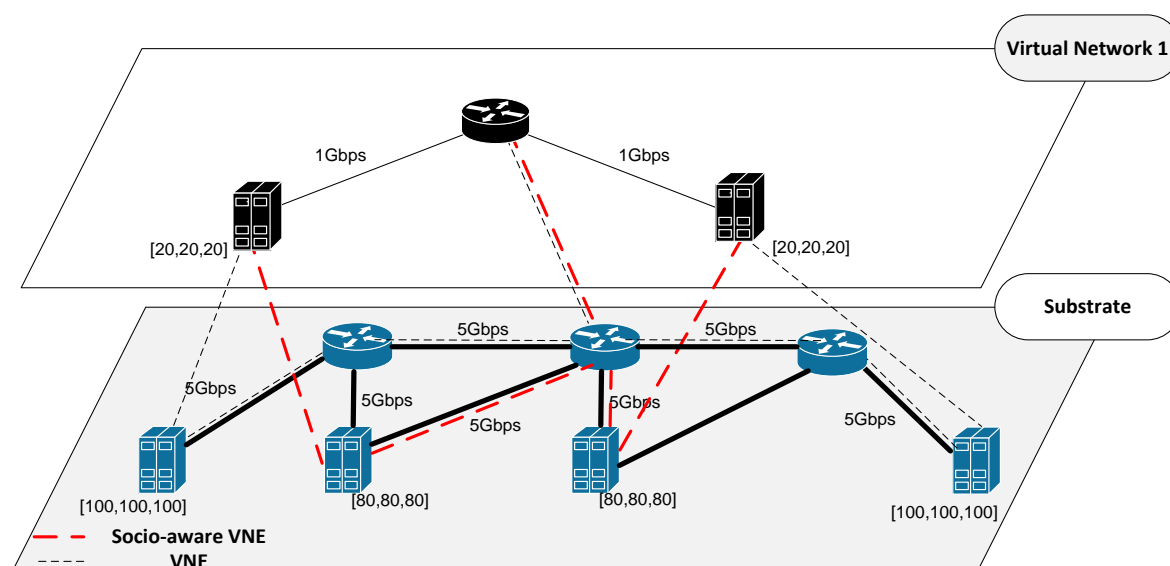 Virtual Network 1
1Gbps
1Gbps
[20,20,20]
[20,20,20]
Substrate
5Gbps
5Gbps
5Gbps
5Gbps
5Gbps
5Gbps
5Gbps
[100,100,100]
[80,80,80]
[80,80,80]
[100,100,100]
Socio-aware VNE
VNE